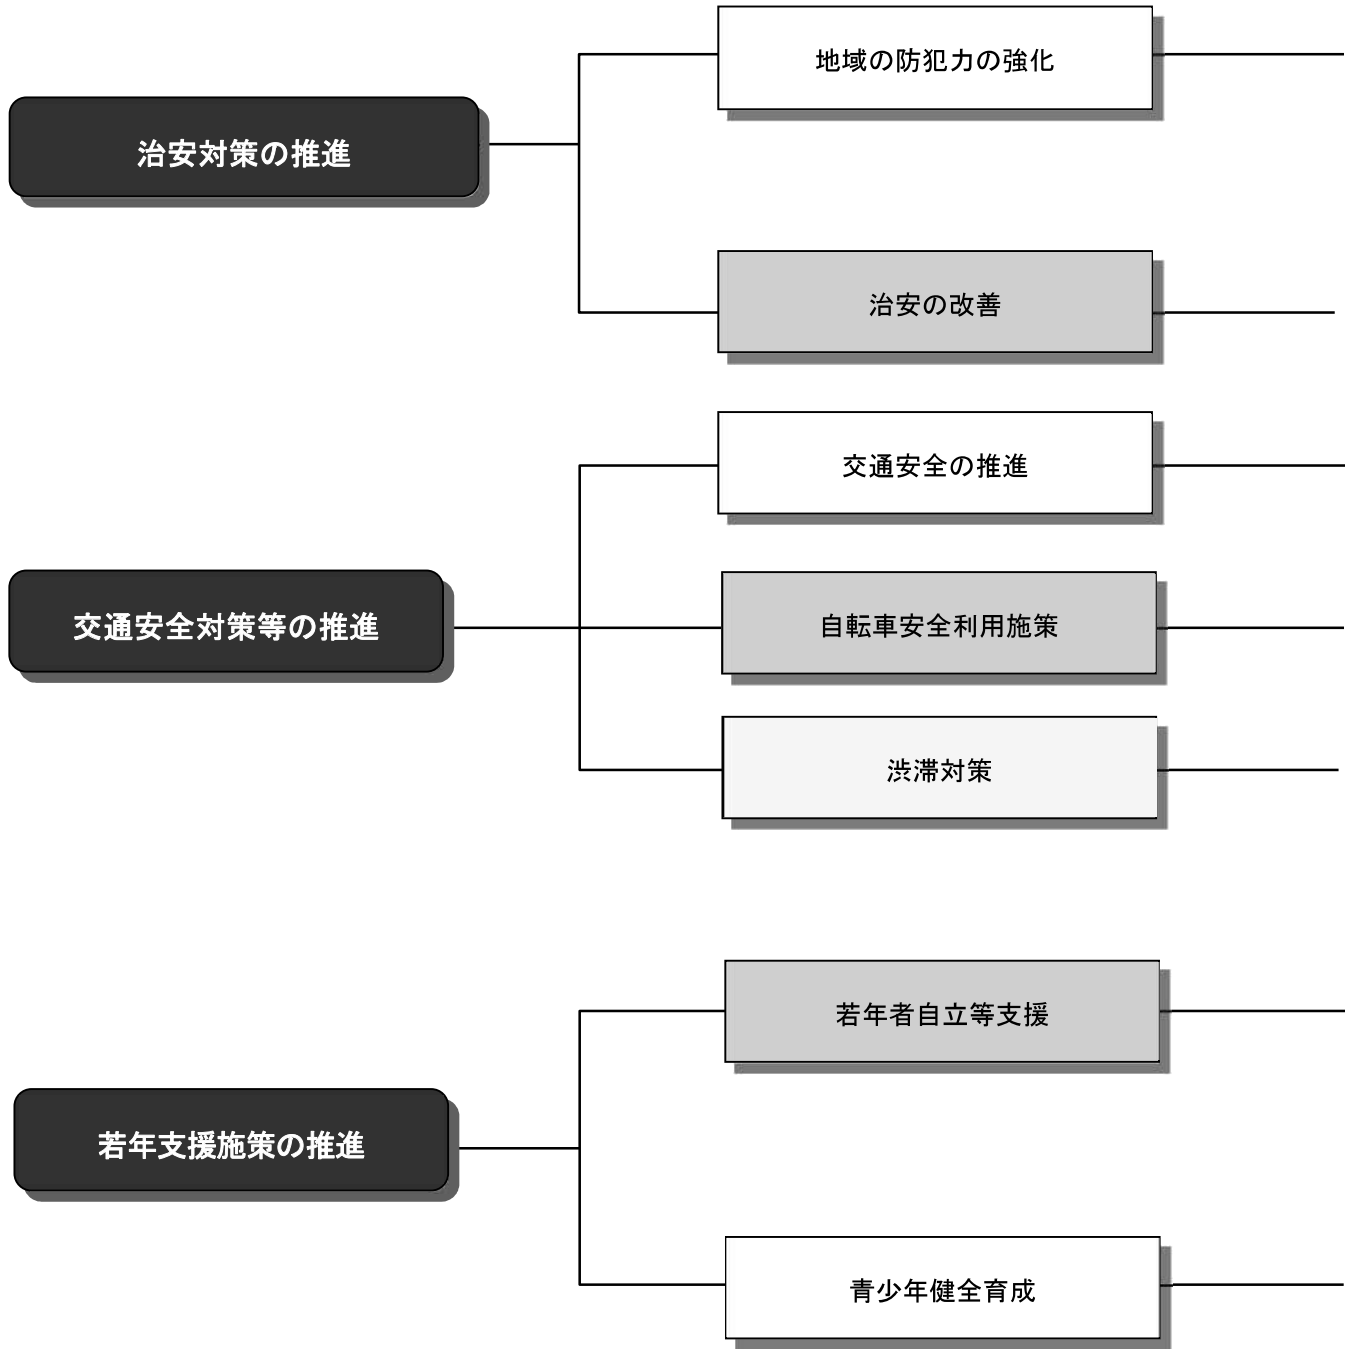 治安対策の推進
地域の防犯力の強化
治安の改善
交通安全対策等の推進
交通安全の推進
自転車安全利用施策
渋滞対策
若年支援施策の推進
若年者自立等支援
青少年健全育成